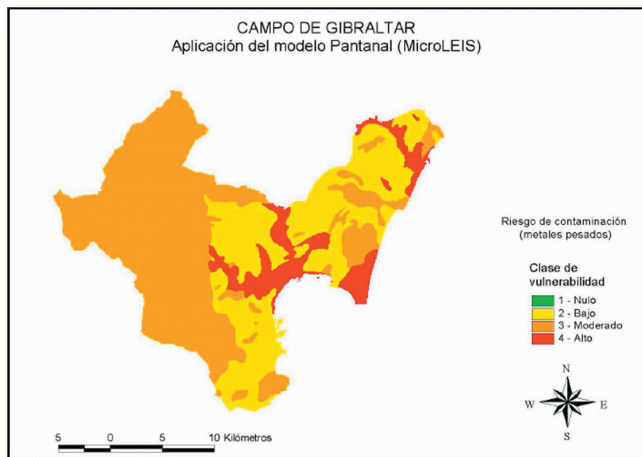 CAMPO DE GIBRALTAR
Aplicación del modelo Pantanal (MicroLEIS)
Riesgo de contaminación
(metales pesados)
Clase de
vulnerabilidad
1 - Nulo
2 - Bajo
3 - Moderado
4 - Alto
N
W E
S
5 0 5 10 Kilómetros